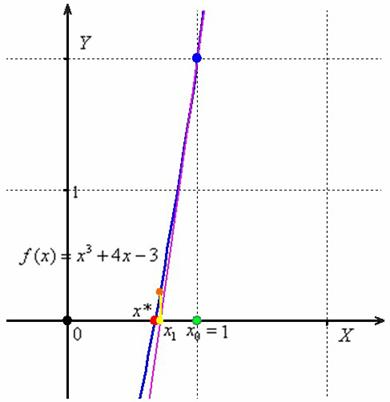 Y
1
f(x) = x³ + 4x − 3
x*
0
x₁
x₀ = 1
X